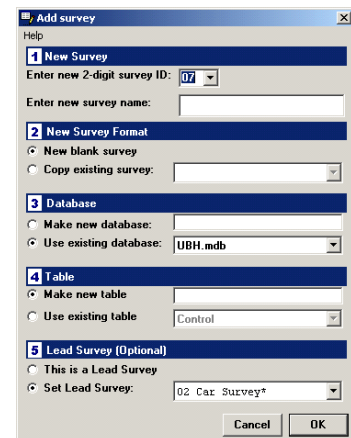 Add survey
Help
1 New Survey
Enter new 2-digit survey ID: 07
Enter new survey name:
2 New Survey Format
New blank survey
Copy existing survey:
3 Database
Make new database:
Use existing database: UBH.mdb
4 Table
Make new table
Use existing table Control
5 Lead Survey (Optional)
This is a Lead Survey
Set Lead Survey: 02 Car Survey*
Cancel OK